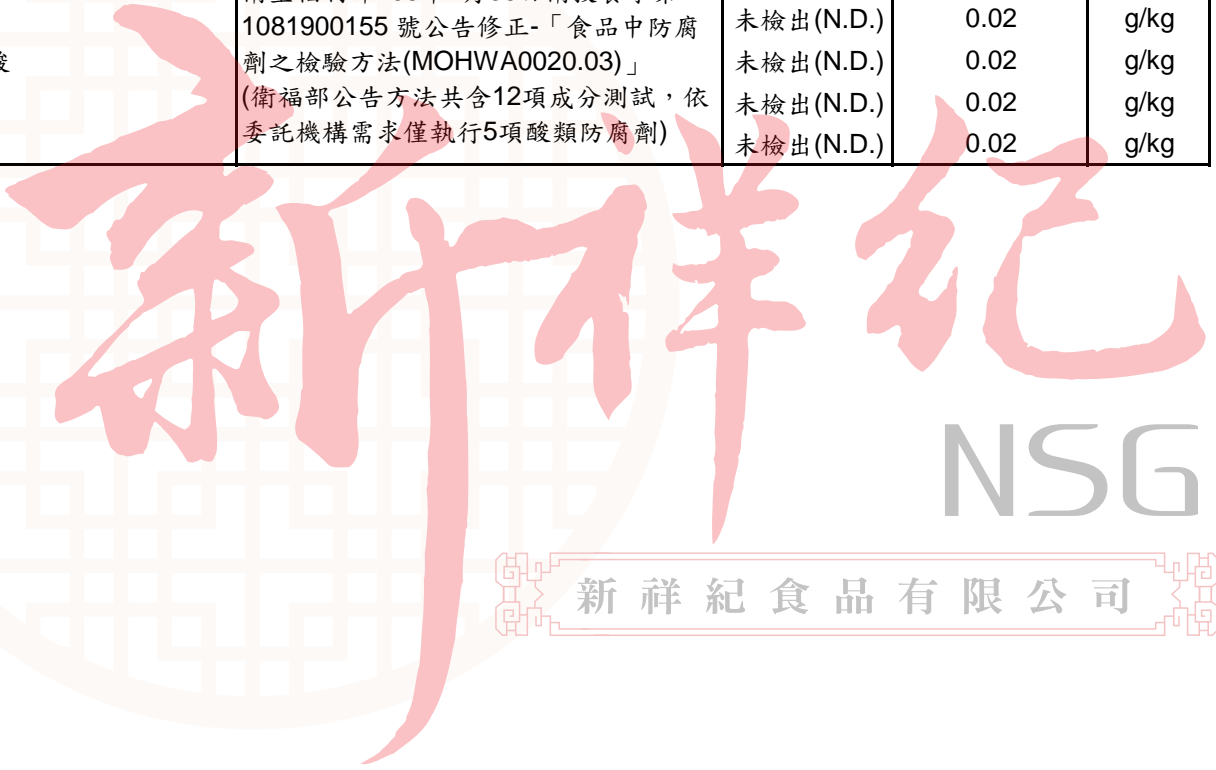 未檢出(N.D.) 0.02 g/kg
1081900155 號公告修正-「食品中防腐
酸 劑之檢驗方法(MOHWA0020.03)」 未檢出(N.D.) 0.02 g/kg
(衛福部公告方法共含12項成分測試，依 未檢出(N.D.) 0.02 g/kg
委託機構需求僅執行5項酸類防腐劑) 未檢出(N.D.) 0.02 g/kg
新祥紀
NSG
新祥紀食品有限公司